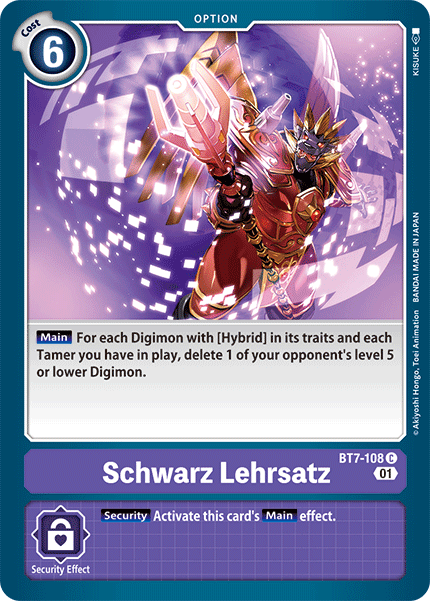 OPTION
Cost
6
KISUKE
Main For each Digimon with [Hybrid] in its traits and each
Tamer you have in play, delete 1 of your opponent's level 5
or lower Digimon.
©Akiyoshi Hongo, Toei Animation BANDAI MADE IN JAPAN
BT7-108 C
Schwarz Lehrsatz
01
Security Activate this card's Main effect.
Security Effect